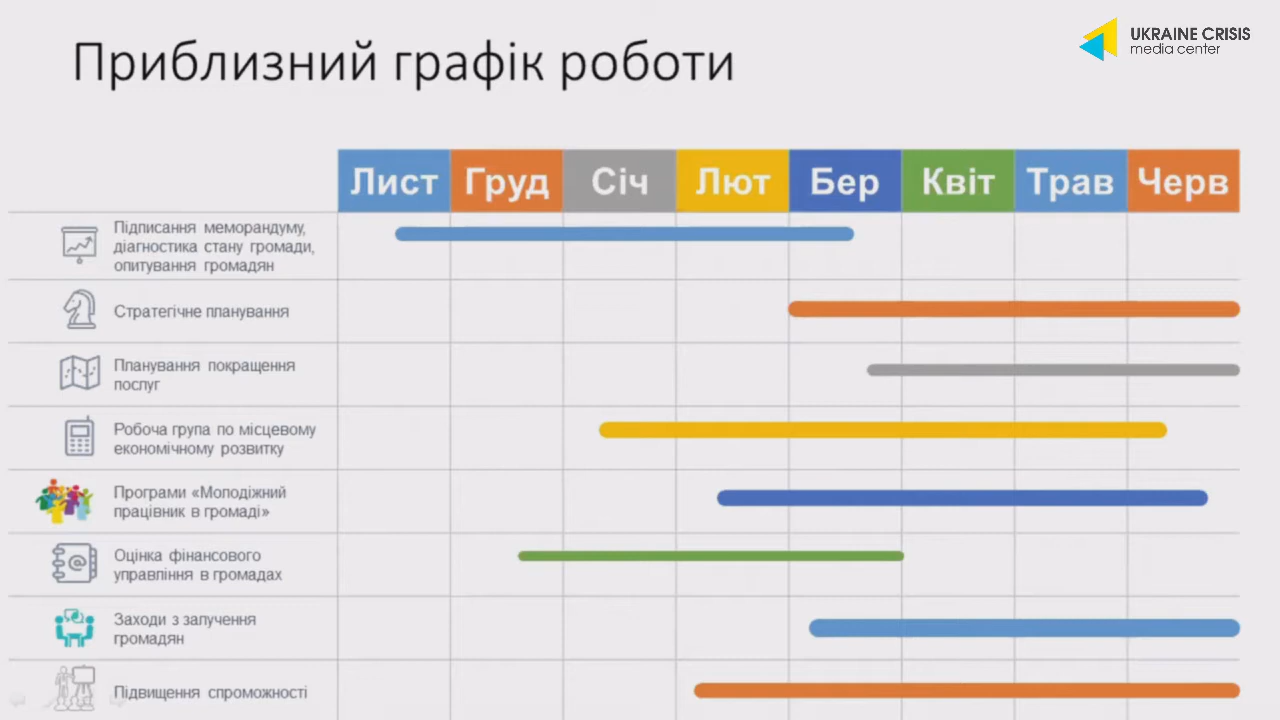 Приблизний графік роботи
UKRAINE CRISIS
media center
Лист Груд Січ Лют Бер Квіт Трав Черв
Підписання меморандуму,
діагностика стану громади,
опитування громадян
Стратегічне планування
Планування покращення
послуг
Робоча група по місцевому
економічному розвитку
Програми «Молодіжний
працівник в громаді»
Оцінка фінансового
управління в громадах
Заходи з залучення
громадян
Підвищення спроможності